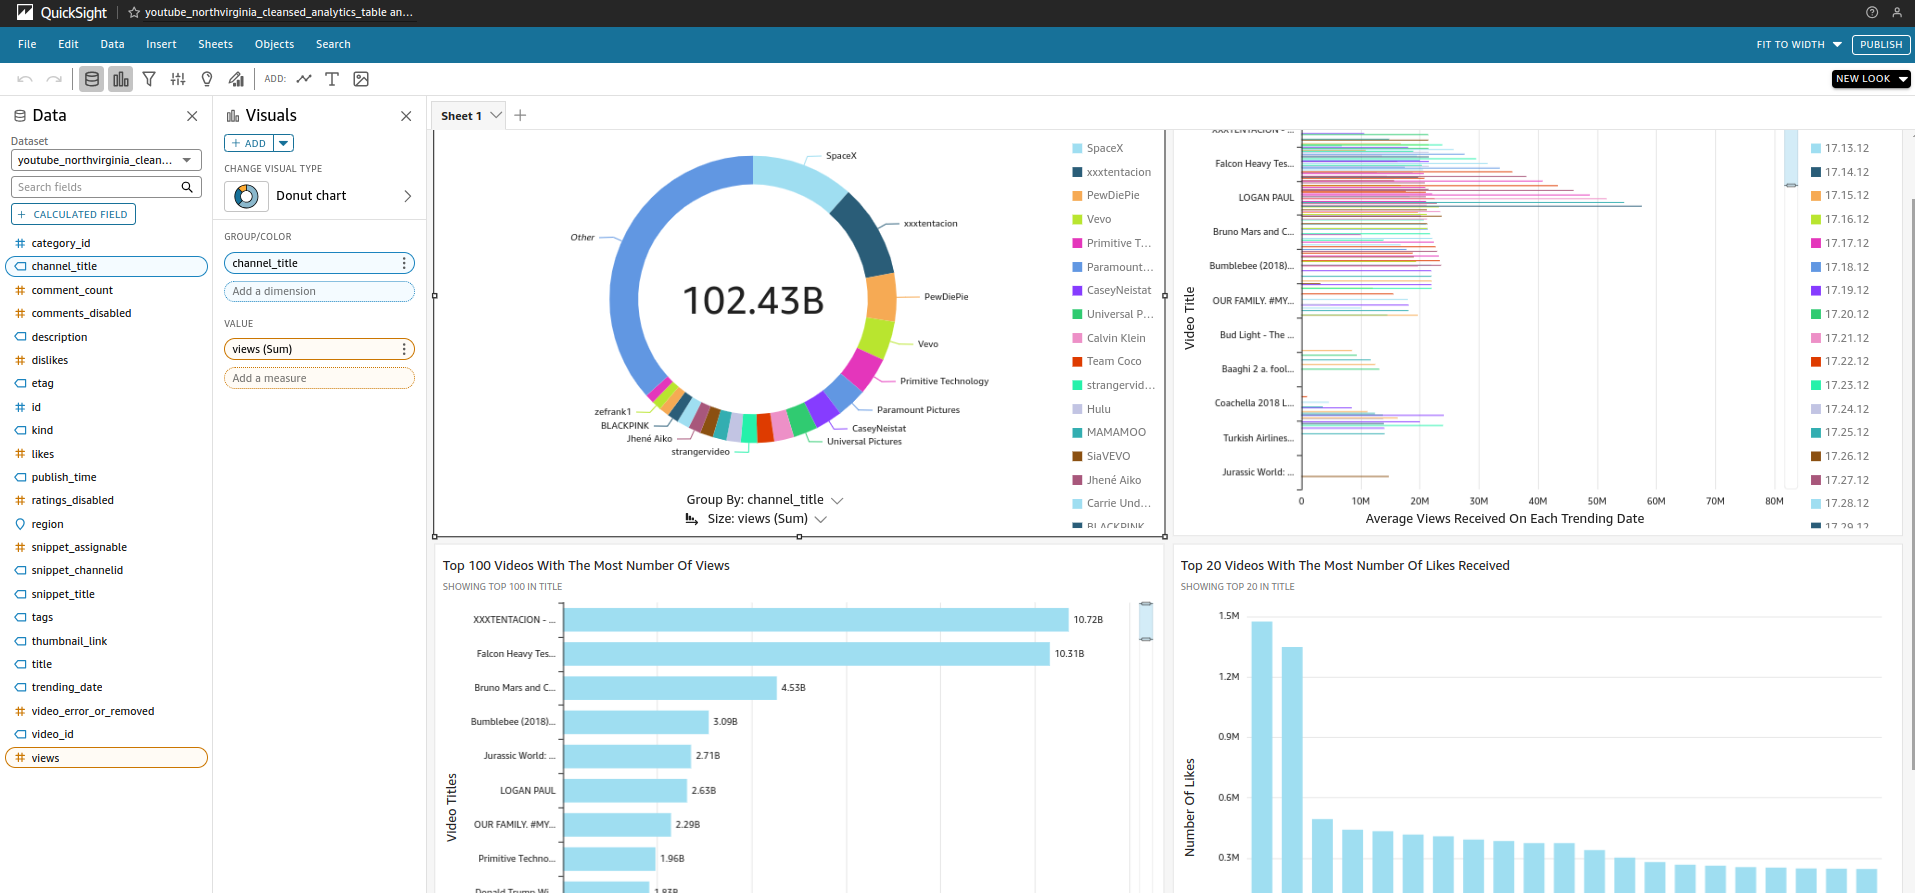 QuickSight
youtube_northvirginia_cleansed_analytics_table an...
File Edit Data Insert Sheets Objects Search
FIT TO WIDTH
PUBLISH
ADD:
NEW LOOK
Data
Dataset
youtube_northvirginia_clean...
Search fields
+ CALCULATED FIELD
category_id
channel_title
comment_count
comments_disabled
description
dislikes
etag
id
kind
likes
publish_time
ratings_disabled
region
snippet_assignable
snippet_channelid
snippet_title
tags
thumbnail_link
title
trending_date
video_error_or_removed
video_id
views
Visuals
+ ADD
CHANGE VISUAL TYPE
Donut chart
GROUP/COLOR
channel_title
Add a dimension
VALUE
views (Sum)
Add a measure
Sheet 1
SpaceX
xxxtentacion
PewDiePie
Vevo
Primitive Technology
Paramount Pictures
CaseyNeistat
Universal Pictures
strangervideo
Jhené Aiko
BLACKPINK
zefrank1
Other
102.43B
Group By: channel_title
Size: views (Sum)
SpaceX
xxxtentacion
PewDiePie
Vevo
Primitive T...
Paramount...
CaseyNeistat
Universal P...
Calvin Klein
Team Coco
strangervid...
Hulu
MAMAMOO
SiaVEVO
Jhené Aiko
Carrie Und...
BLACKPINK
Video Title
XXXTENTACION - ...
Falcon Heavy Tes...
LOGAN PAUL
Bruno Mars and C...
Bumblebee (2018)...
OUR FAMILY. #MY...
Bud Light - The ...
Baaghi 2 a. fool...
Coachella 2018 L...
Turkish Airlines...
Jurassic World: ...
0 10M 20M 30M 40M 50M 60M 70M 80M
Average Views Received On Each Trending Date
17.13.12
17.14.12
17.15.12
17.16.12
17.17.12
17.18.12
17.19.12
17.20.12
17.21.12
17.22.12
17.23.12
17.24.12
17.25.12
17.26.12
17.27.12
17.28.12
17.29.12
Top 100 Videos With The Most Number Of Views
SHOWING TOP 100 IN TITLE
Video Titles
XXXTENTACION - ... 10.72B
Falcon Heavy Tes... 10.31B
Bruno Mars and C... 4.53B
Bumblebee (2018)... 3.09B
Jurassic World: ... 2.71B
LOGAN PAUL 2.63B
OUR FAMILY. #MY... 2.29B
Primitive Techno... 1.96B
Donald Trump Wi... 1.83B
Top 20 Videos With The Most Number Of Likes Received
SHOWING TOP 20 IN TITLE
Number Of Likes
1.5M
1.2M
0.9M
0.6M
0.3M